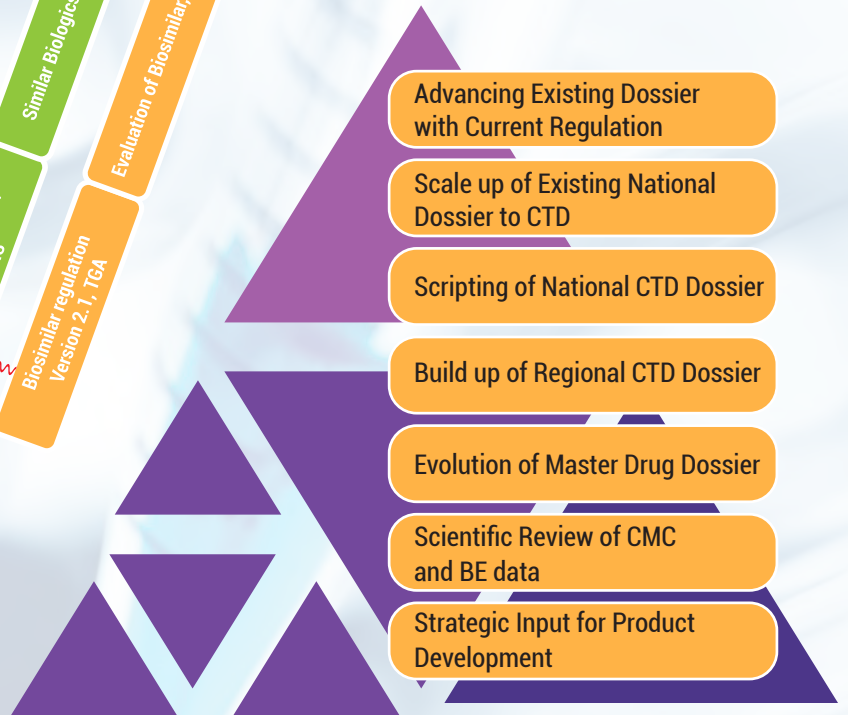 Similar Biologics
Evaluation of Biosimilar,
Biosimilar regulation
Version 2.1, TGA
Advancing Existing Dossier
with Current Regulation
Scale up of Existing National
Dossier to CTD
Scripting of National CTD Dossier
Build up of Regional CTD Dossier
Evolution of Master Drug Dossier
Scientific Review of CMC
and BE data
Strategic Input for Product
Development